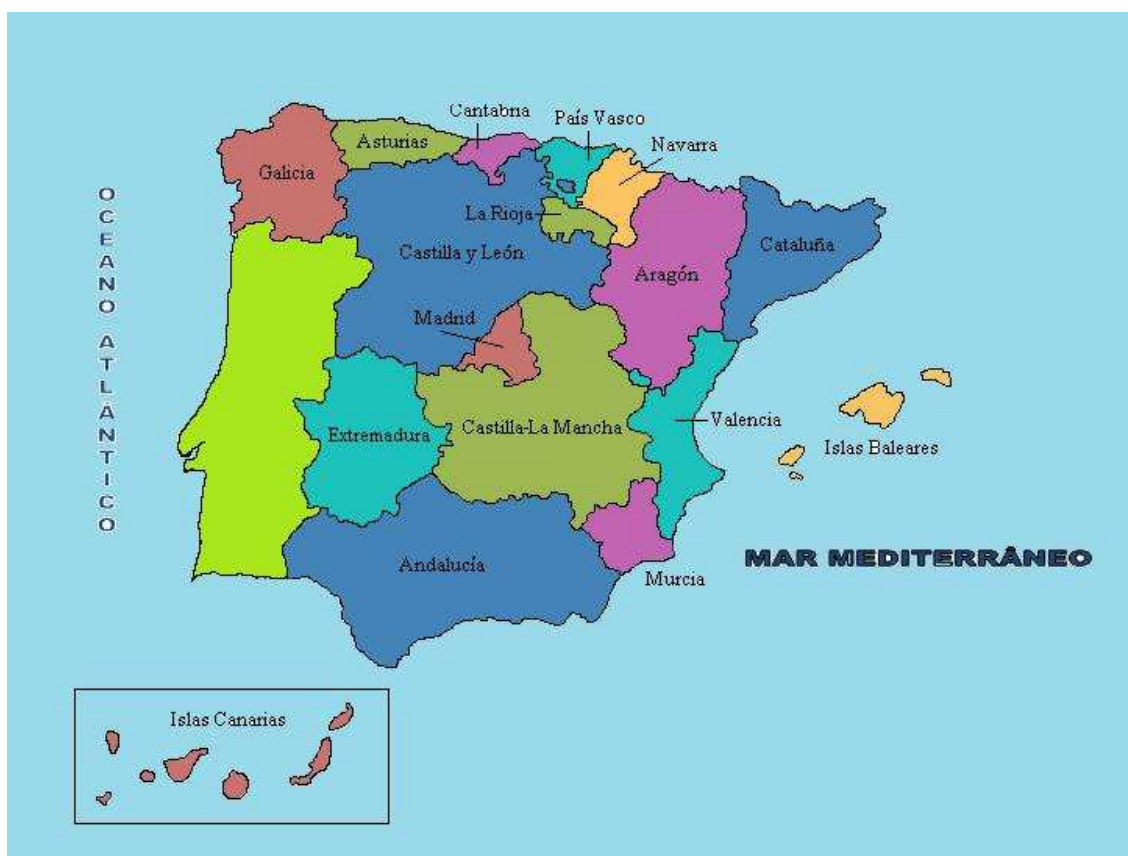 Cantabria
País Vasco
Asturias
Navarra
Galicia
La Rioja
Castilla y León
Cataluña
Aragón
Madrid
OCEANO ATLÁNTICO
Castilla-La Mancha
Valencia
Extremadura
Islas Baleares
MAR MEDITERRÂNEO
Andalucía
Murcia
Islas Canarias